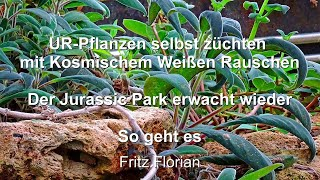 UR-Pflanzen selbst züchten
mit Kosmischem Weißen Rauschen
Der Jurassic Park erwacht wieder
So geht es
Fritz Florian